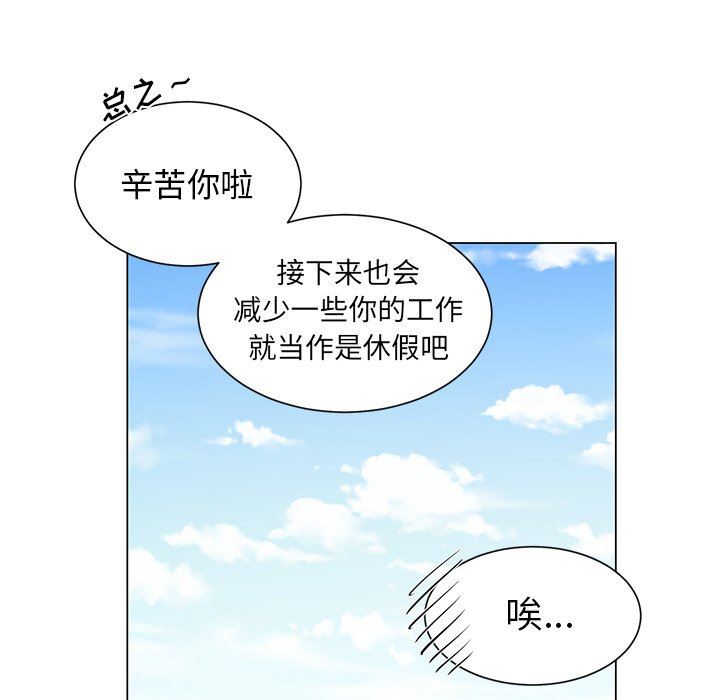 总之~
辛苦你啦
接下来也会
减少一些你的工作
就当作是休假吧
唉...